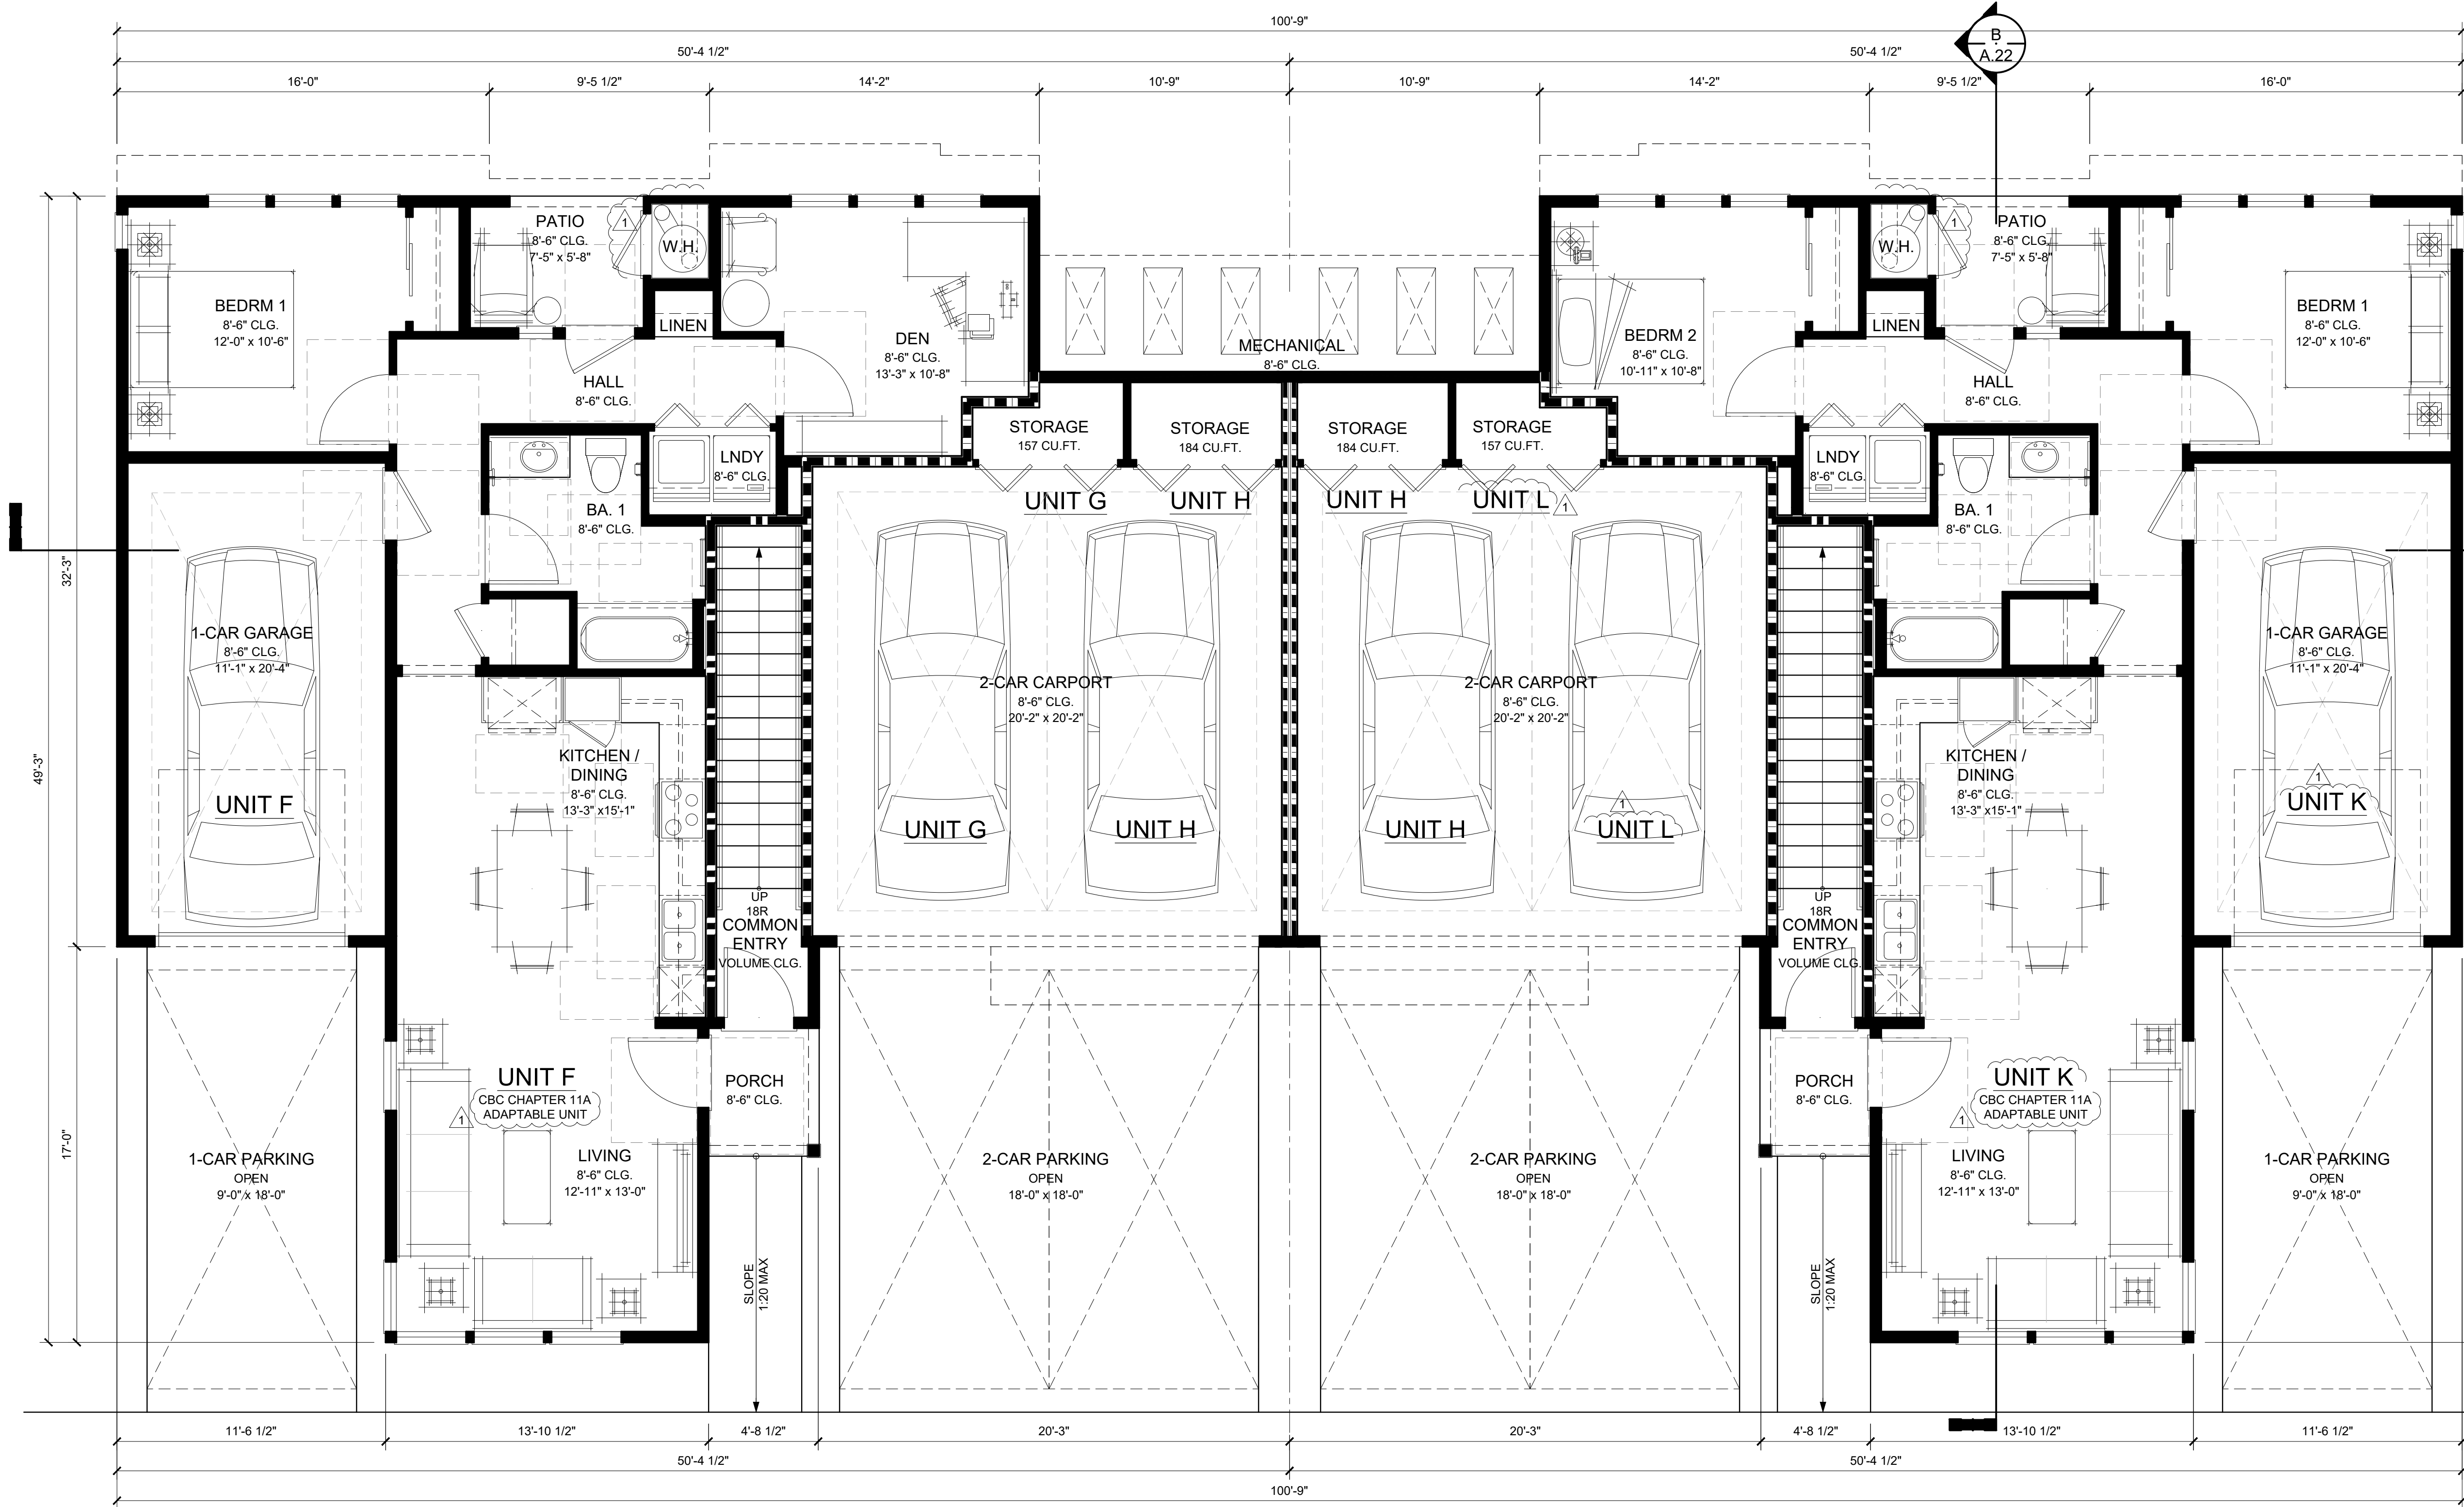 100'-9"
50'-4 1/2"
50'-4 1/2"
B
A.22
16'-0"
9'-5 1/2"
14'-2"
10'-9"
10'-9"
14'-2"
9'-5 1/2"
16'-0"
PATIO
8'-6" CLG.
7'-5" x 5'-8"
1
W.H.
BEDRM 1
8'-6" CLG.
12'-0" x 10'-6"
LINEN
DEN
8'-6" CLG.
13'-3" x 10'-8"
HALL
8'-6" CLG.
MECHANICAL
8'-6" CLG.
BEDRM 2
8'-6" CLG.
10'-11" x 10'-8"
W.H.
1
PATIO
8'-6" CLG.
7'-5" x 5'-8"
LINEN
HALL
8'-6" CLG.
BEDRM 1
8'-6" CLG.
12'-0" x 10'-6"
STORAGE
157 CU.FT.
STORAGE
184 CU.FT.
STORAGE
184 CU.FT.
STORAGE
157 CU.FT.
LNDY
8'-6" CLG.
LNDY
8'-6" CLG.
UNIT G
UNIT H
UNIT H
UNIT L
1
BA. 1
8'-6" CLG.
BA. 1
8'-6" CLG.
32'-3"
49'-3"
17'-0"
1-CAR GARAGE
8'-6" CLG.
11'-1" x 20'-4"
1-CAR GARAGE
8'-6" CLG.
11'-1" x 20'-4"
2-CAR CARPORT
8'-6" CLG.
20'-2" x 20'-2"
2-CAR CARPORT
8'-6" CLG.
20'-2" x 20'-2"
KITCHEN /
DINING
8'-6" CLG.
13'-3" x15'-1"
KITCHEN /
DINING
8'-6" CLG.
13'-3" x15'-1"
UNIT F
UNIT G
UNIT H
UNIT H
1
UNIT L
1
UNIT K
UP
18R
COMMON
ENTRY
VOLUME CLG.
UP
18R
COMMON
ENTRY
VOLUME CLG.
UNIT F
CBC CHAPTER 11A
ADAPTABLE UNIT
1
PORCH
8'-6" CLG.
PORCH
8'-6" CLG.
UNIT K
CBC CHAPTER 11A
ADAPTABLE UNIT
1
1-CAR PARKING
OPEN
9'-0" x 18'-0"
LIVING
8'-6" CLG.
12'-11" x 13'-0"
2-CAR PARKING
OPEN
18'-0" x 18'-0"
2-CAR PARKING
OPEN
18'-0" x 18'-0"
LIVING
8'-6" CLG.
12'-11" x 13'-0"
1-CAR PARKING
OPEN
9'-0" x 18'-0"
SLOPE
1:20 MAX
SLOPE
1:20 MAX
11'-6 1/2"
13'-10 1/2"
4'-8 1/2"
20'-3"
20'-3"
4'-8 1/2"
13'-10 1/2"
11'-6 1/2"
50'-4 1/2"
50'-4 1/2"
100'-9"